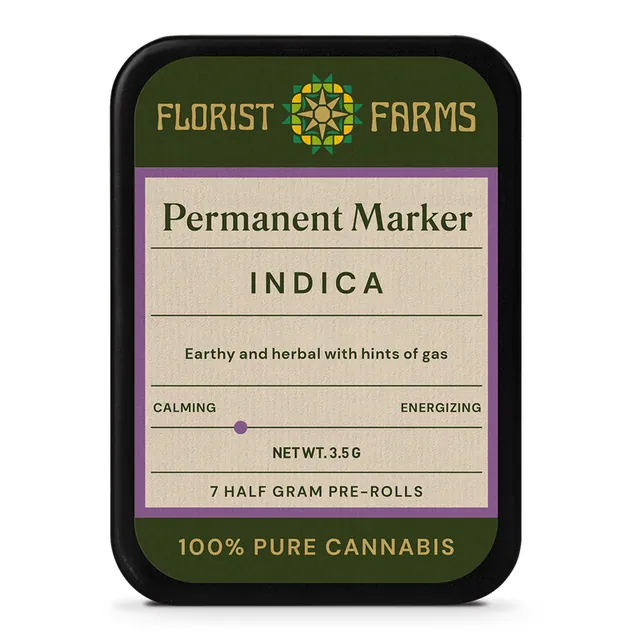 FLORIST FARMS
Permanent Marker
INDICA
Earthy and herbal with hints of gas
CALMING ENERGIZING
NET WT. 3.5 G
7 HALF GRAM PRE-ROLLS
100% PURE CANNABIS